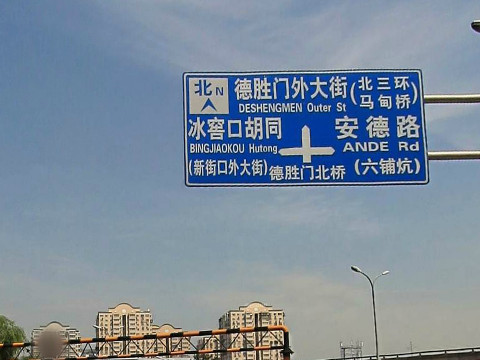 北 N
德胜门外大街(北三环马甸桥)
DESHENGMEN Outer St
冰窖口胡同
BINGJIAOKOU Hutong
(新街口外大街)
安德路
ANDE Rd
(六铺炕)
德胜门北桥